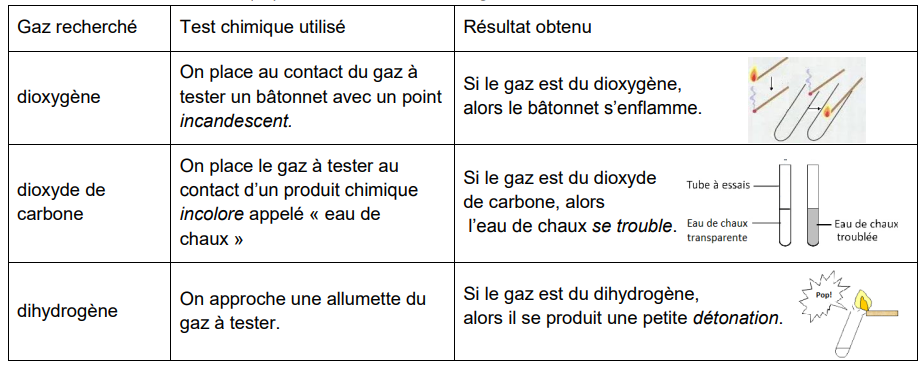 Gaz recherché
Test chimique utilisé
Résultat obtenu
dioxygène
On place au contact du gaz à
tester un bâtonnet avec un point
incandescent.
Si le gaz est du dioxygène,
alors le bâtonnet s’enflamme.
dioxyde de
carbone
On place le gaz à tester au
contact d’un produit chimique
incolore appelé « eau de
chaux »
Si le gaz est du dioxyde
de carbone, alors
l’eau de chaux se trouble.
Tube à essais
Eau de chaux
transparente
Eau de chaux
troublée
dihydrogène
On approche une allumette du
gaz à tester.
Si le gaz est du dihydrogène,
alors il se produit une petite détonation.
Pop!